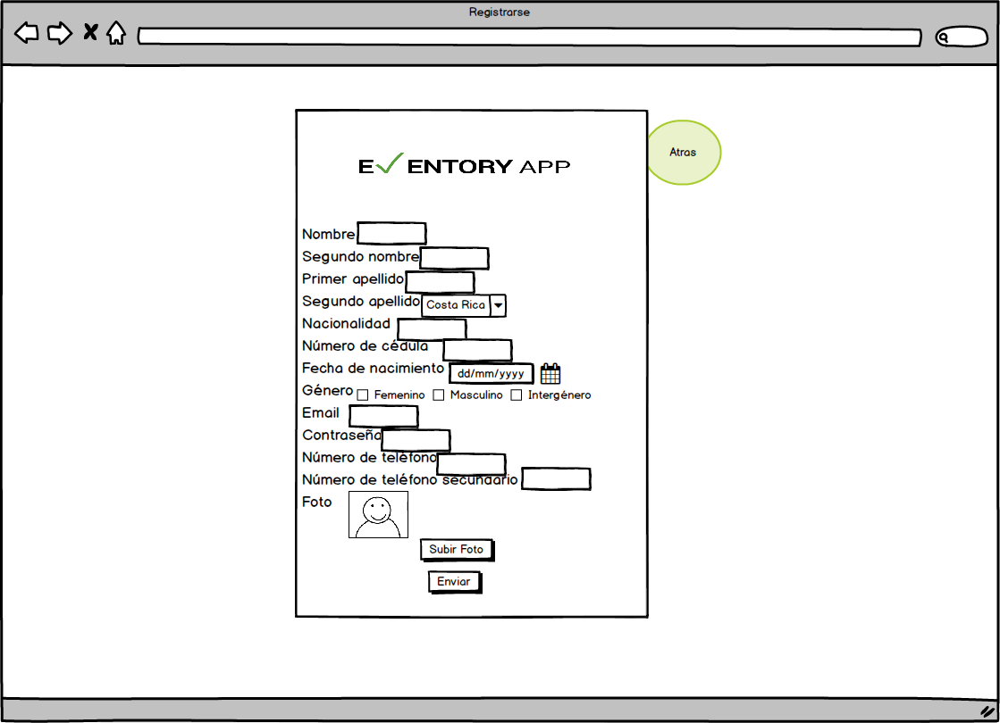 Registrarse
Atras
E✓ENTORY APP
Nombre
Segundo nombre
Primer apellido
Segundo apellido Costa Rica
Nacionalidad
Número de cédula
Fecha de nacimiento dd/mm/yyyy
Género Femenino Masculino Intergénero
Email
Contraseña
Número de teléfono
Número de teléfono secundario
Foto
Subir Foto
Enviar